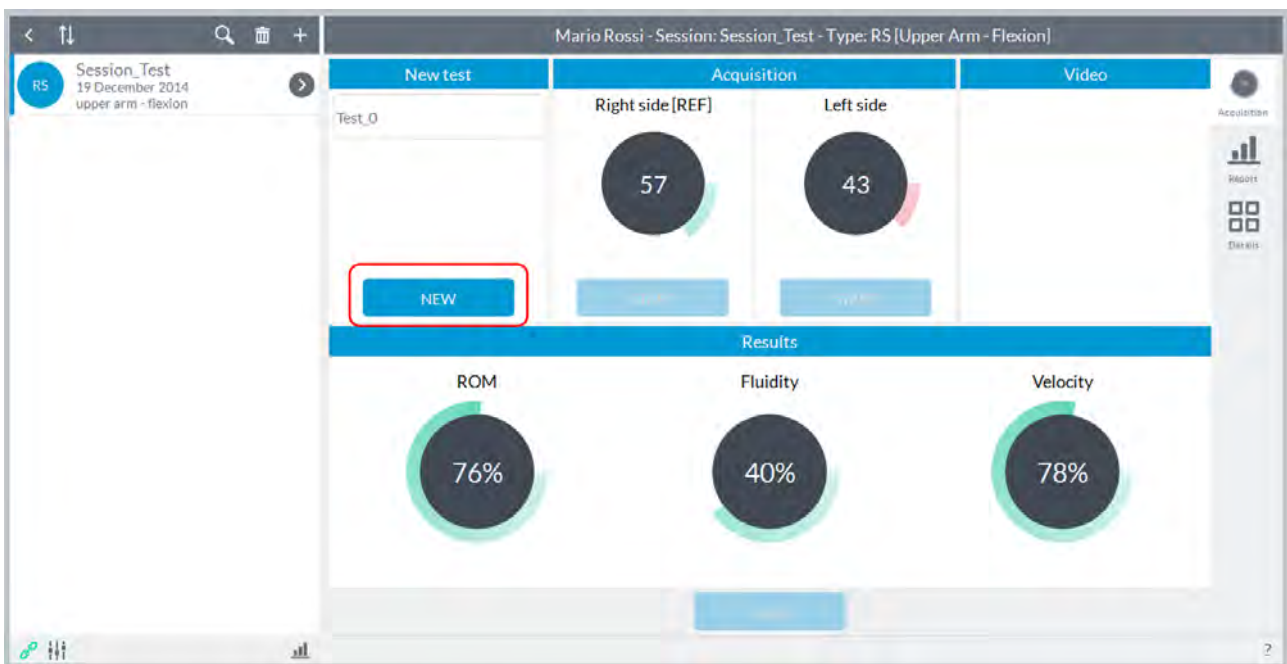 Mario Rossi - Session: Session_Test - Type: RS [Upper Arm - Flexion]
RS
Session_Test
19 December 2014
upper arm - flexion
New test
Acquisition
Video
Test_0
Right side [REF]
Left side
57
43
NEW
Acquisition
Report
Details
Results
ROM
Fluidity
Velocity
76%
40%
78%
?